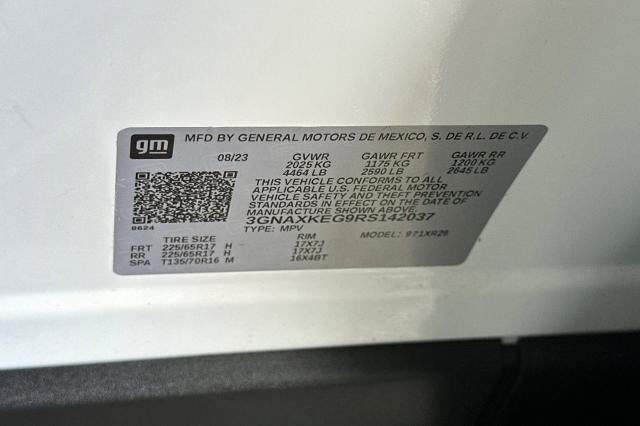 gm MFD BY GENERAL MOTORS DE MEXICO, S. DE R.L. DE C.V.
08/23 GVWR GAWR FRT GAWR RR
2025 KG 1175 KG 1200 KG
4464 LB 2590 LB 2645 LB
THIS VEHICLE CONFORMS TO ALL
APPLICABLE U.S. FEDERAL MOTOR
VEHICLE SAFETY AND THEFT PREVENTION
STANDARDS IN EFFECT ON THE DATE OF
MANUFACTURE SHOWN ABOVE.
3GNAXKEG9RS142037
8624 TYPE: MPV MODEL: 971XR26
TIRE SIZE RIM
FRT 225/65R17 H 17X7J
RR 225/65R17 H 17X7J
SPA T135/70R16 M 16X4BT